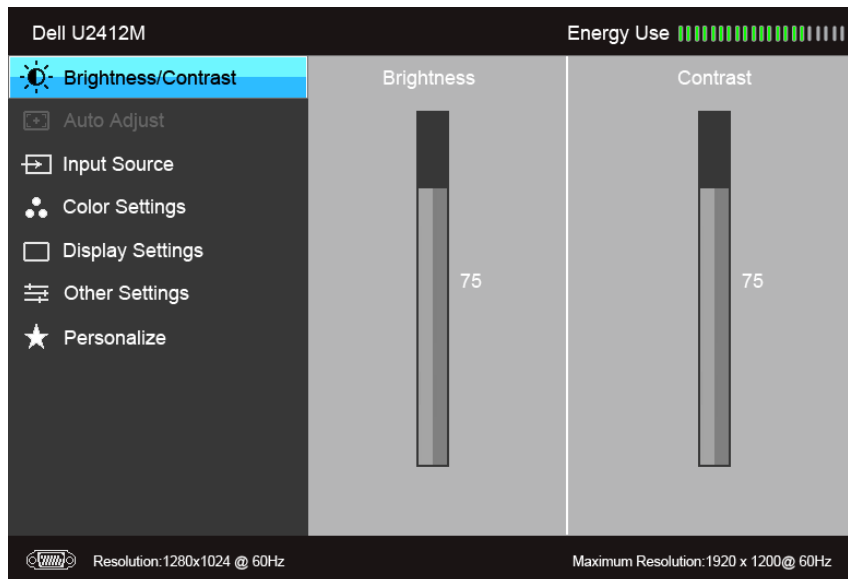 Dell U2412M
Energy Use
Brightness/Contrast
Auto Adjust
Input Source
Color Settings
Display Settings
Other Settings
Personalize
Brightness
75
Contrast
75
Resolution:1280x1024 @ 60Hz
Maximum Resolution:1920 x 1200@ 60Hz